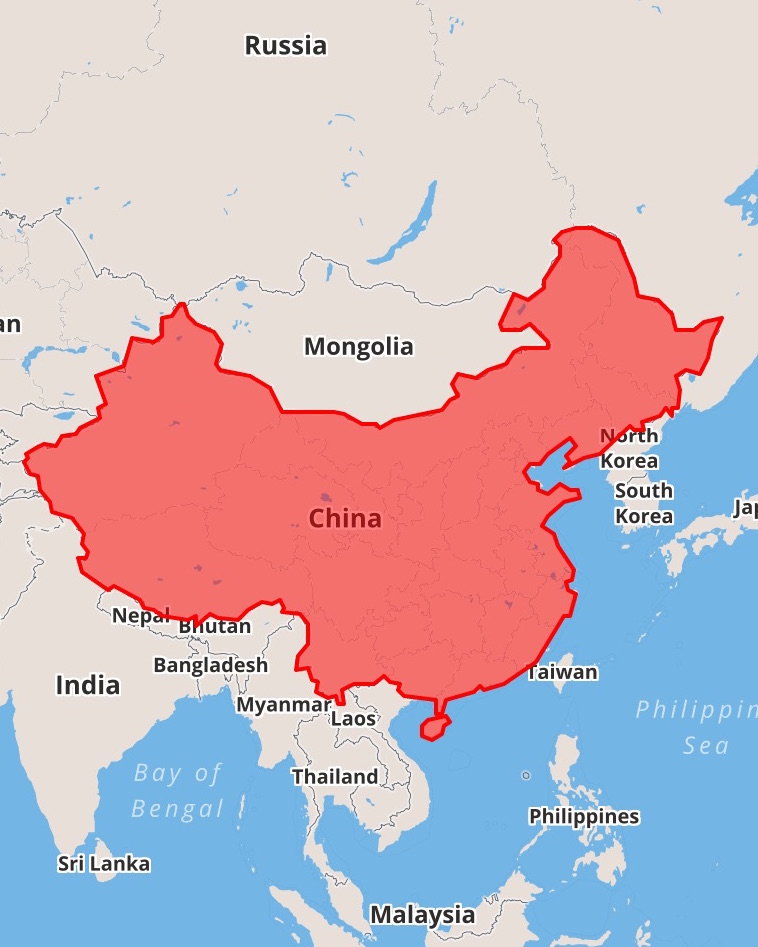 Russia
an
Mongolia
North
Korea
South
Korea
Jap
China
Nepal
Bhutan
Bangladesh
Taiwan
India
Myanmar
Laos
Philippin
Sea
Bay of
Bengal
Thailand
Philippines
Sri Lanka
Malaysia